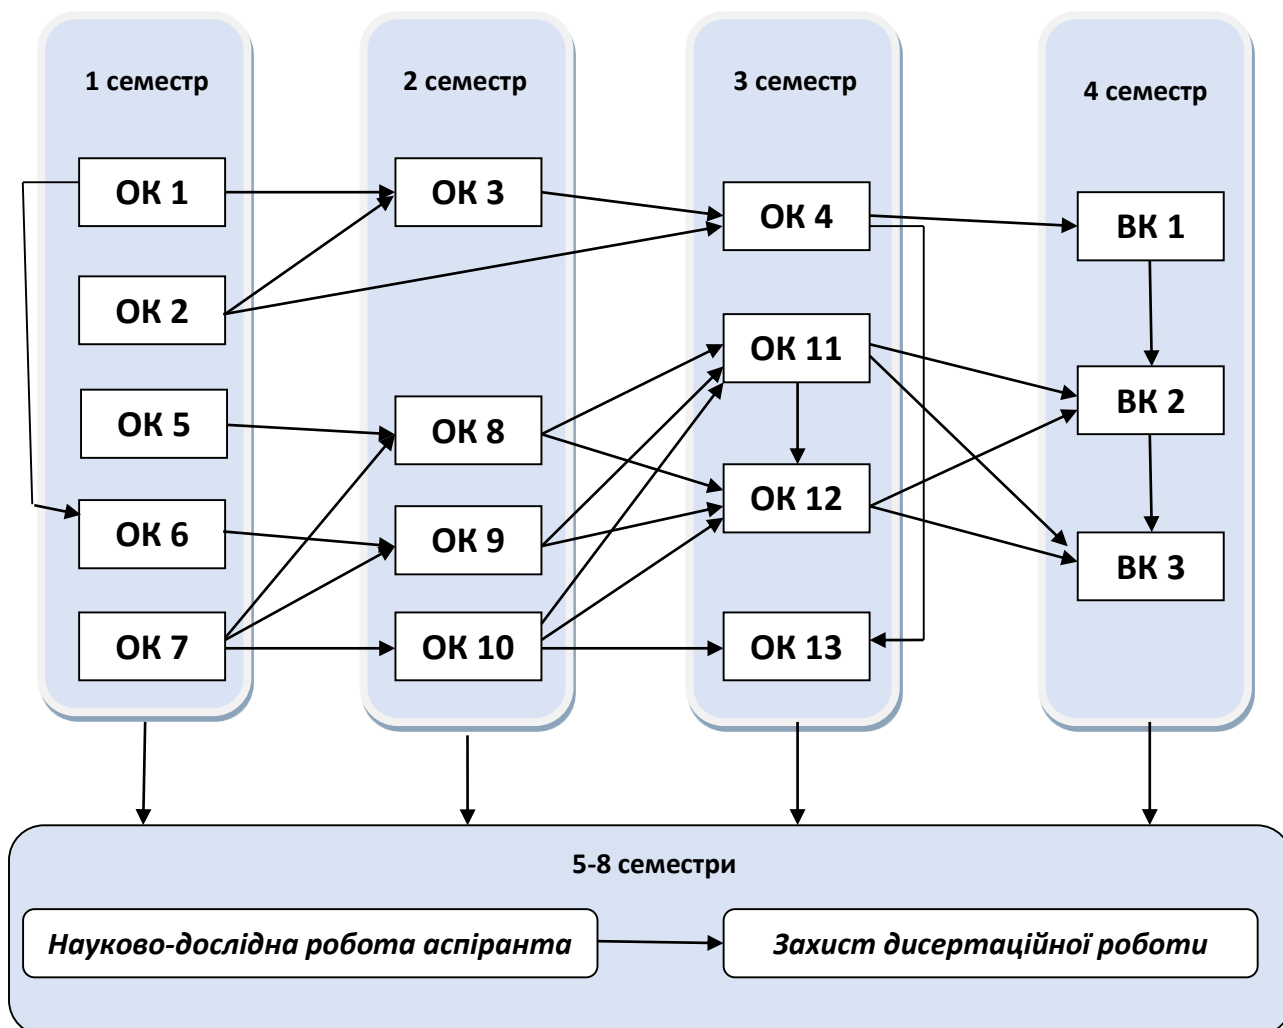 1 семестр
ОК 1
ОК 2
ОК 5
ОК 6
ОК 7
2 семестр
ОК 3
ОК 8
ОК 9
ОК 10
3 семестр
ОК 4
ОК 11
ОК 12
ОК 13
4 семестр
ВК 1
ВК 2
ВК 3
5-8 семестри
Науково-дослідна робота аспіранта
Захист дисертаційної роботи